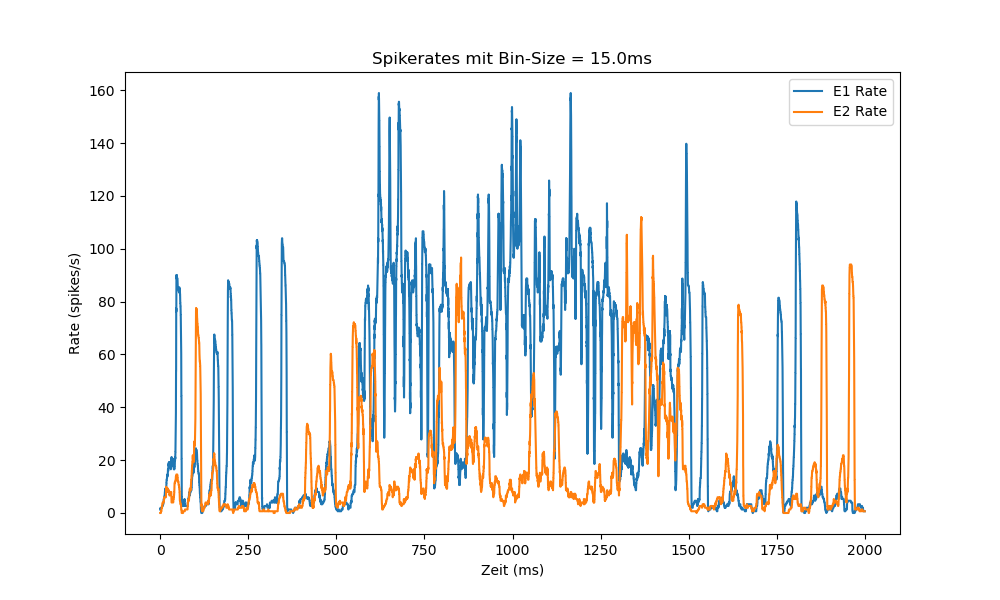 Spikerates mit Bin-Size = 15.0ms
E1 Rate
E2 Rate
Rate (spikes/s)
160
140
120
100
80
60
40
20
0
0 250 500 750 1000 1250 1500 1750 2000
Zeit (ms)